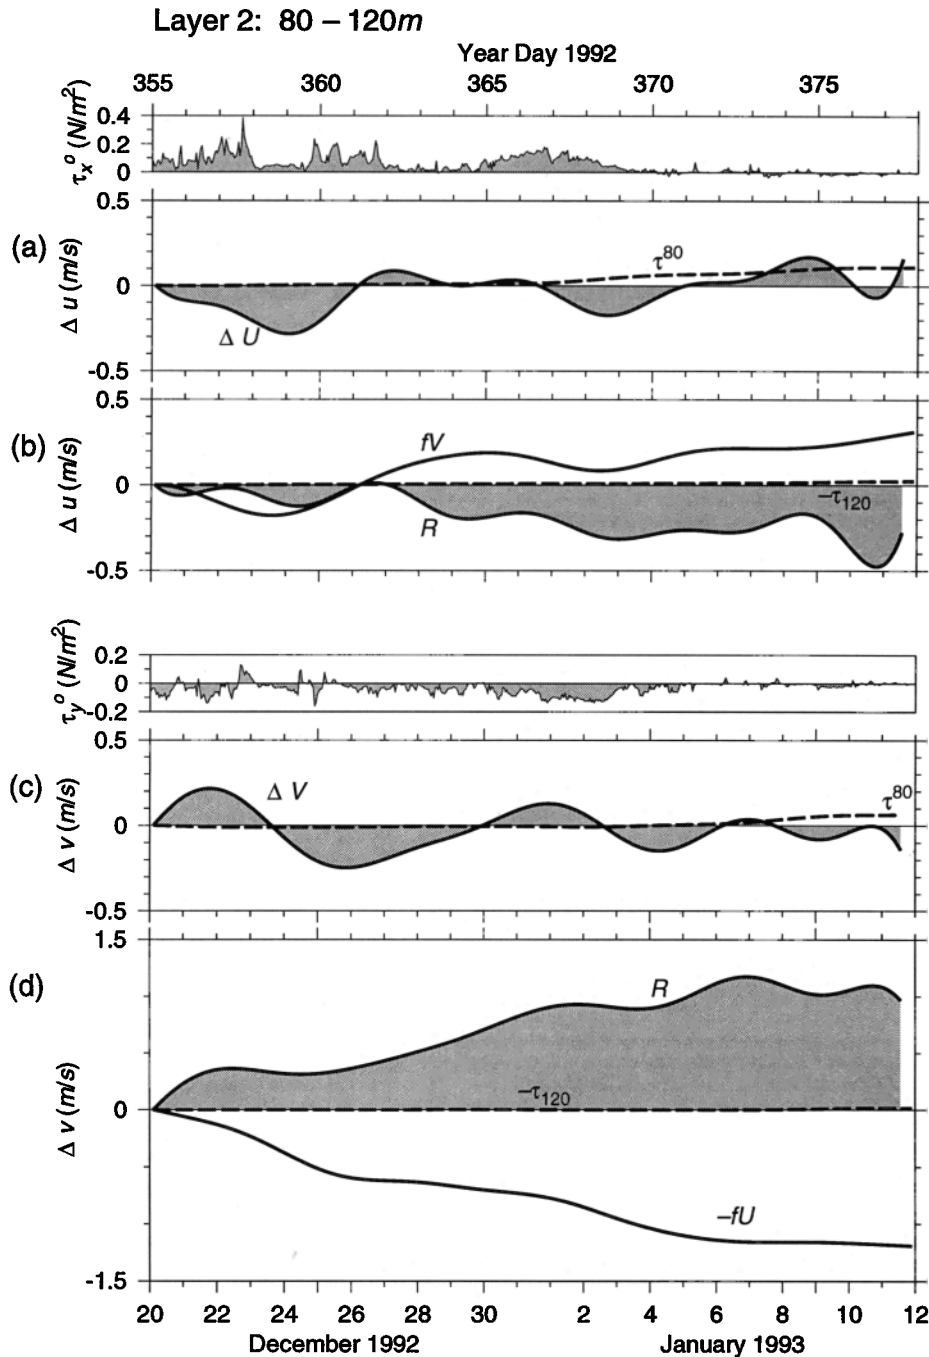 Layer 2: 80 – 120m
Year Day 1992
355 360 365 370 375
τₓᵒ (N/m²)
0.4
0.2
0
(a)
Δ u (m/s)
0.5
0
-0.5
τ⁸⁰
Δ U
(b)
Δ u (m/s)
0.5
0
-0.5
fV
–τ₁₂₀
R
τᵧᵒ (N/m²)
0.2
0
-0.2
(c)
Δ v (m/s)
0.5
0
-0.5
Δ V
τ⁸⁰
(d)
Δ v (m/s)
1.5
0
-1.5
R
–τ₁₂₀
–fU
20 22 24 26 28 30 2 4 6 8 10 12
December 1992 January 1993